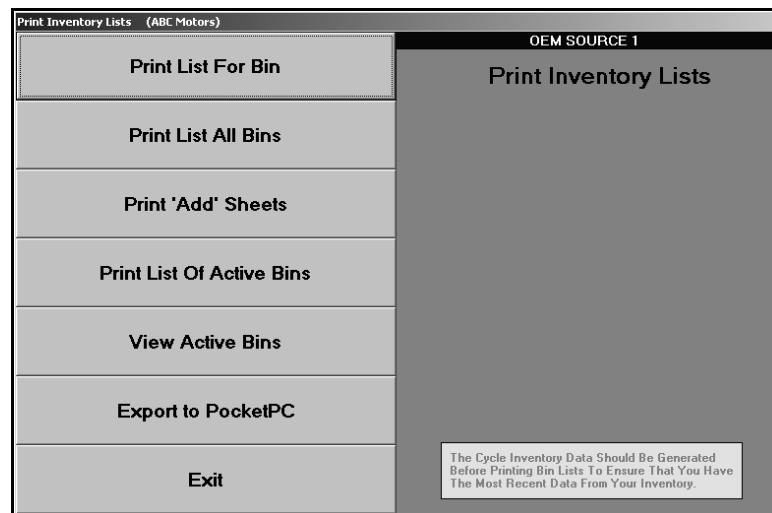 Print Inventory Lists (ABC Motors)
OEM SOURCE 1
Print Inventory Lists
Print List For Bin
Print List All Bins
Print 'Add' Sheets
Print List Of Active Bins
View Active Bins
Export to PocketPC
Exit
The Cycle Inventory Data Should Be Generated
Before Printing Bin Lists To Ensure That You Have
The Most Recent Data From Your Inventory.